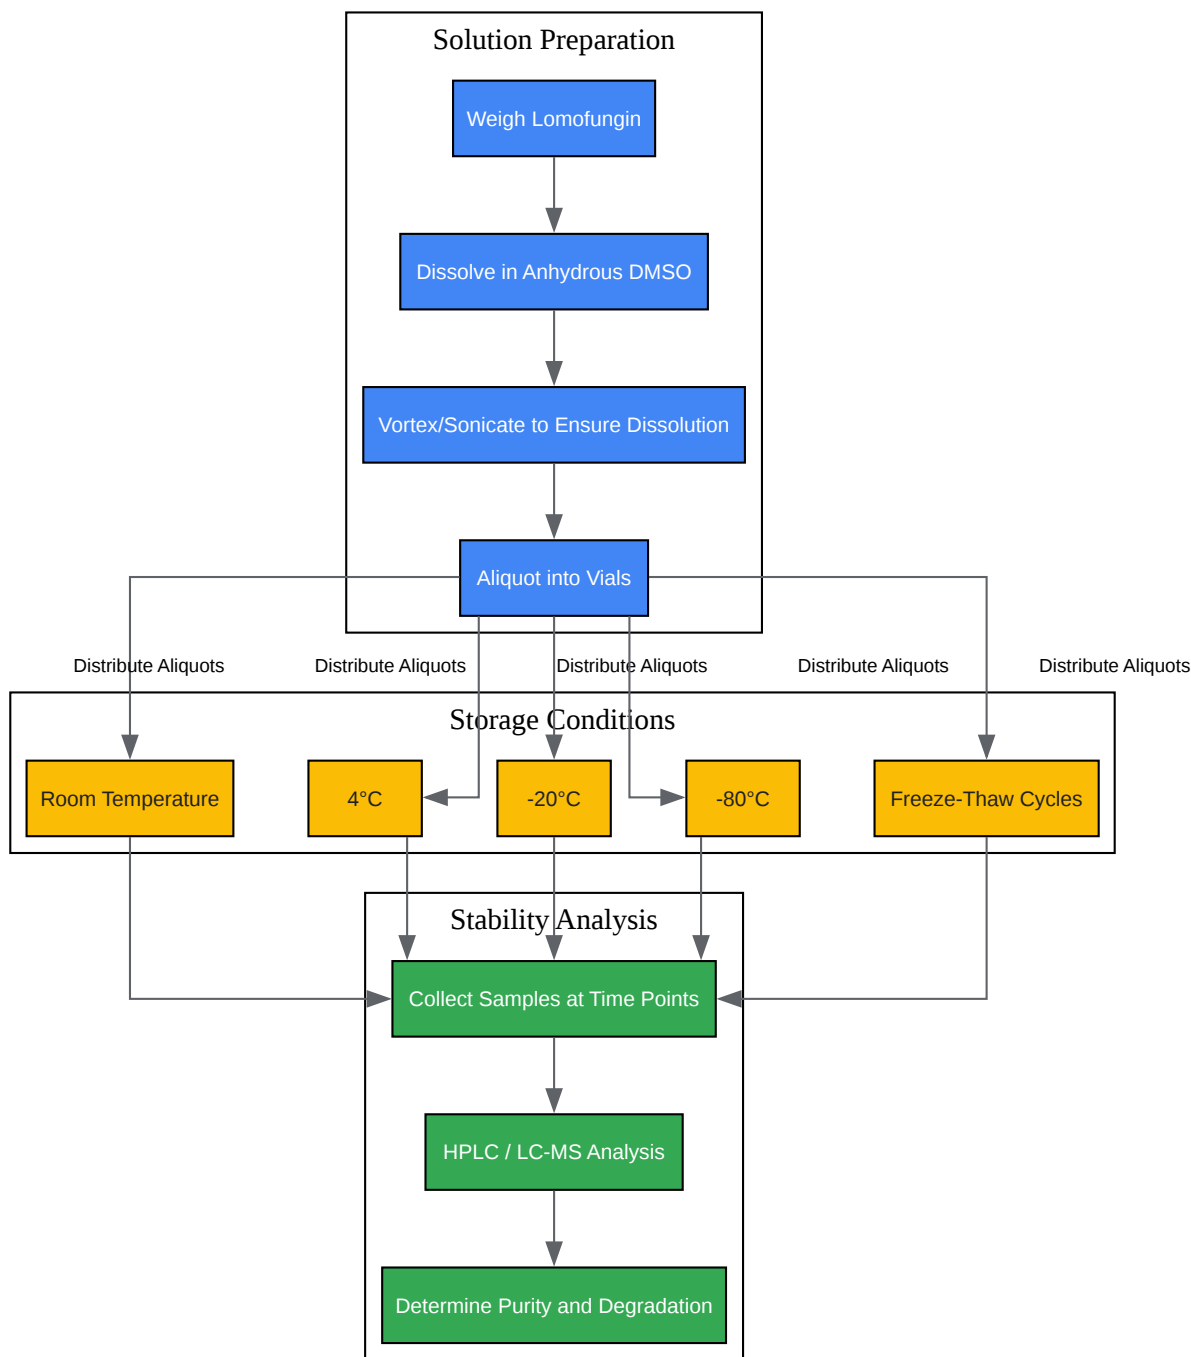 Solution Preparation
Weigh Lomofungin
Dissolve in Anhydrous DMSO
Vortex/Sonicate to Ensure Dissolution
Aliquot into Vials
Distribute Aliquots
Distribute Aliquots
Distribute Aliquots
Distribute Aliquots
Distribute Aliquots
Storage Conditions
Room Temperature
4°C
-20°C
-80°C
Freeze-Thaw Cycles
Stability Analysis
Collect Samples at Time Points
HPLC / LC-MS Analysis
Determine Purity and Degradation